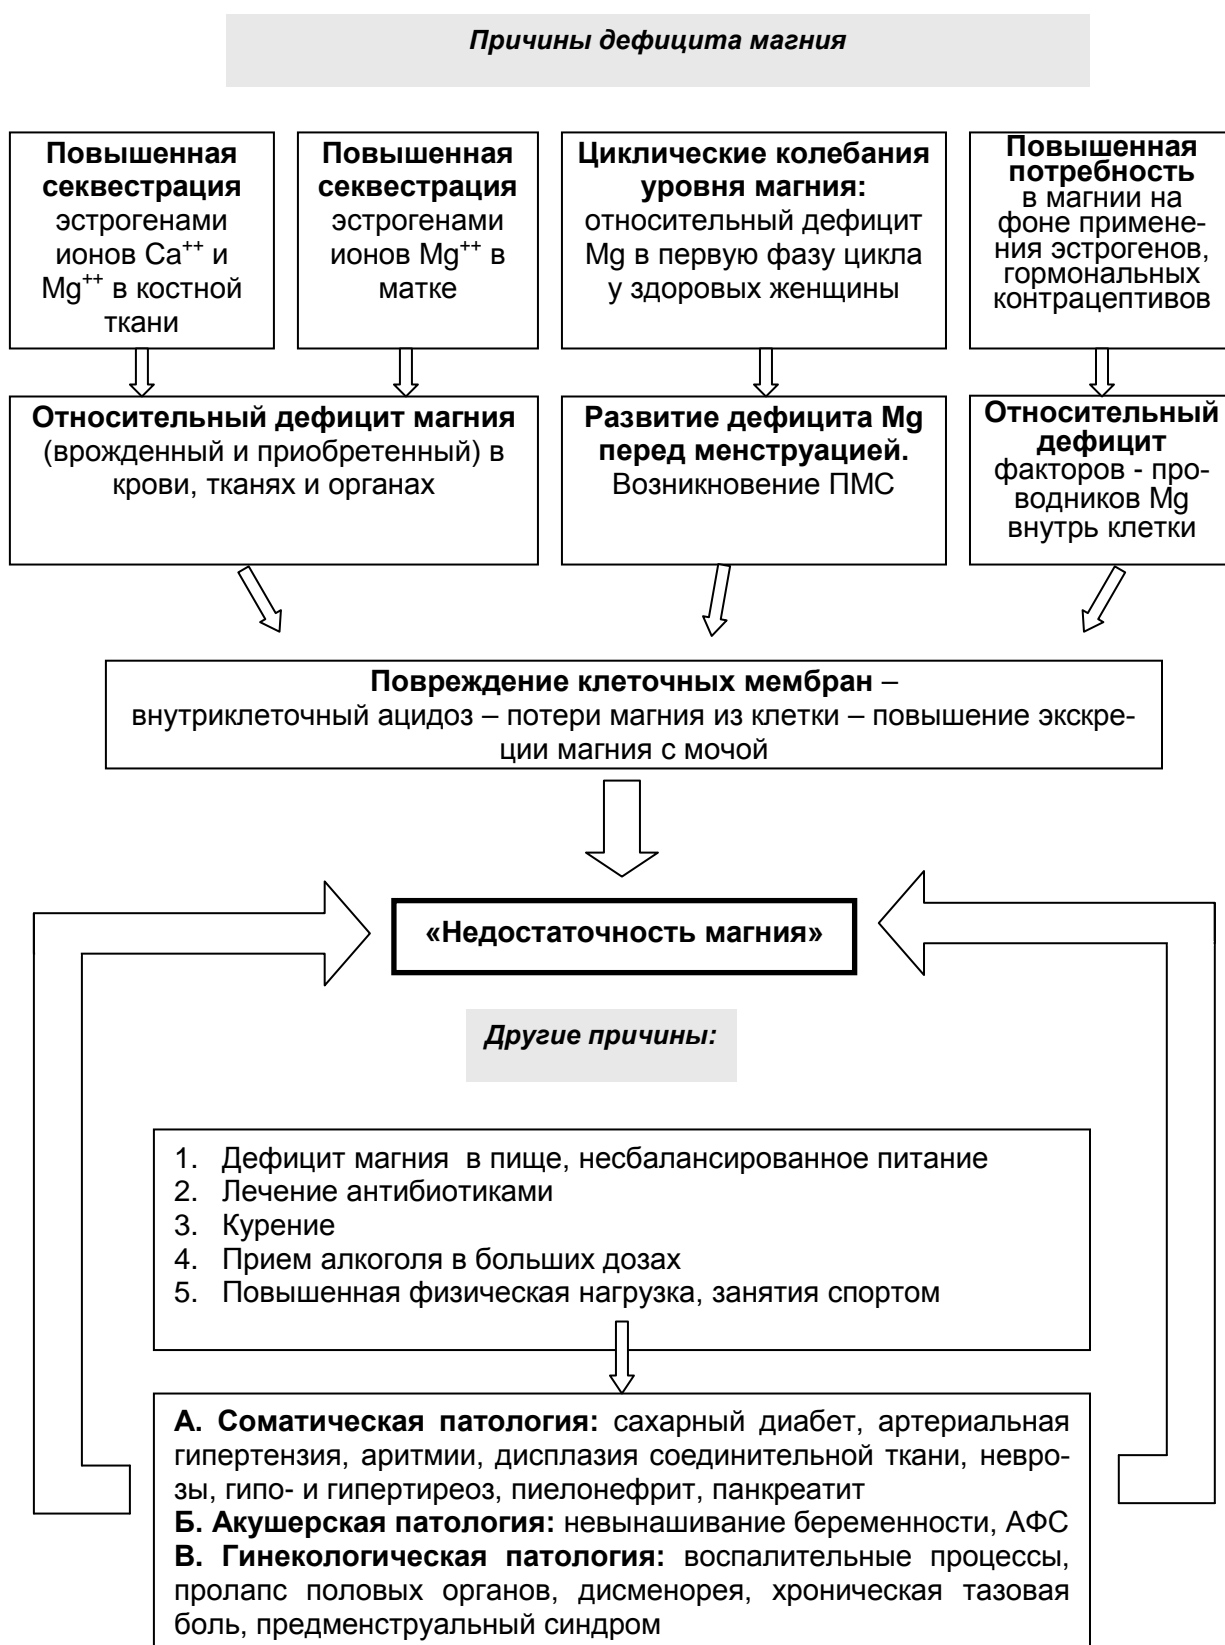 Причины дефицита магния
Повышенная
секвестрация
эстрогенами
ионов Ca⁺⁺ и
Mg⁺⁺ в костной
ткани
Повышенная
секвестрация
эстрогенами
ионов Mg⁺⁺ в
матке
Циклические колебания
уровня магния:
относительный дефицит
Mg в первую фазу цикла
у здоровых женщины
Повышенная
потребность
в магнии на
фоне примене-
ния эстрогенов,
гормональных
контрацептивов
Относительный дефицит магния
(врожденный и приобретенный) в
крови, тканях и органах
Развитие дефицита Mg
перед менструацией.
Возникновение ПМС
Относительный
дефицит
факторов - про-
водников Mg
внутрь клетки
Повреждение клеточных мембран –
внутриклеточный ацидоз – потери магния из клетки – повышение экскре-
ции магния с мочой
«Недостаточность магния»
Другие причины:
1. Дефицит магния в пище, несбалансированное питание
2. Лечение антибиотиками
3. Курение
4. Прием алкоголя в больших дозах
5. Повышенная физическая нагрузка, занятия спортом
А. Соматическая патология: сахарный диабет, артериальная
гипертензия, аритмии, дисплазия соединительной ткани, невро-
зы, гипо- и гипертиреоз, пиелонефрит, панкреатит
Б. Акушерская патология: невынашивание беременности, АФС
В. Гинекологическая патология: воспалительные процессы,
пролапс половых органов, дисменорея, хроническая тазовая
боль, предменструальный синдром